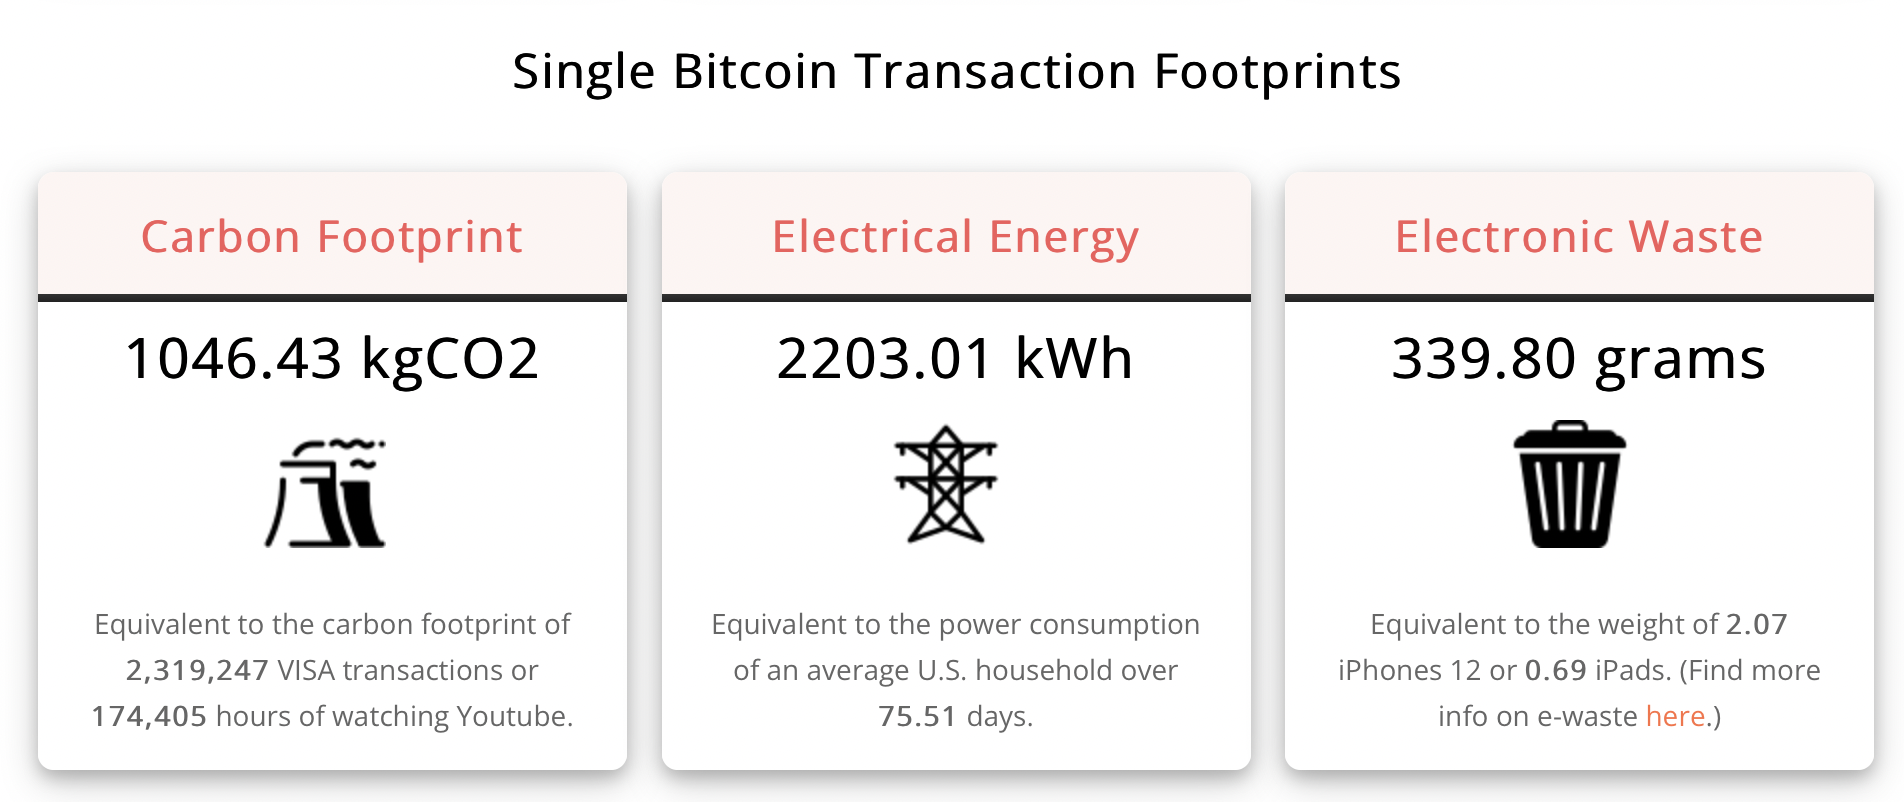 Single Bitcoin Transaction Footprints
Carbon Footprint
1046.43 kgCO2
Equivalent to the carbon footprint of
2,319,247 VISA transactions or
174,405 hours of watching Youtube.
Electrical Energy
2203.01 kWh
Equivalent to the power consumption
of an average U.S. household over
75.51 days.
Electronic Waste
339.80 grams
Equivalent to the weight of 2.07
iPhones 12 or 0.69 iPads. (Find more
info on e-waste here.)